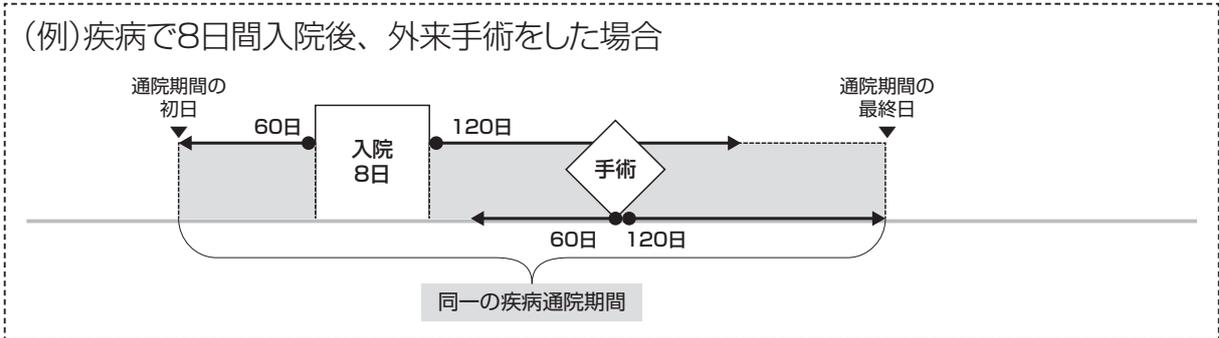 (例)疾病で8日間入院後、外来手術をした場合
通院期間の
初日
通院期間の
最終日
60日
入院
8日
120日
手術
60日
120日
同一の疾病通院期間